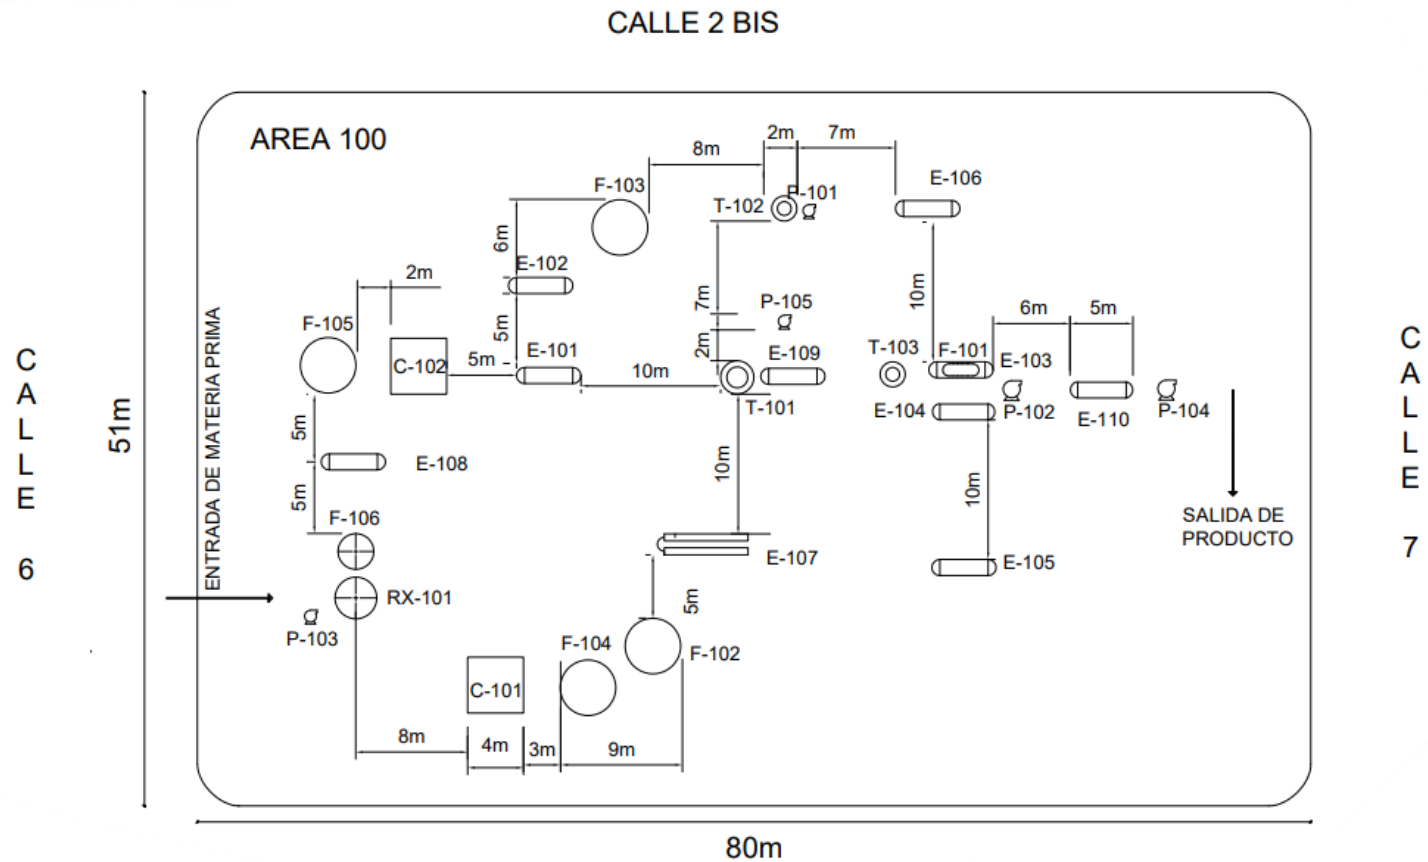 CALLE 2 BIS
AREA 100
2m
7m
8m
F-103
E-106
P-101
T-102
6m
E-102
2m
10m
7m
P-105
6m
5m
F-105
5m
C-102
5m
E-101
10m
2m
E-109
T-101
T-103
F-101
E-103
E-104
P-102
E-110
P-104
CALLE 6
ENTRADA DE MATERIA PRIMA
51m
CALLE 7
5m
E-108
5m
10m
10m
SALIDA DE
PRODUCTO
F-106
E-107
E-105
RX-101
P-103
5m
F-104
F-102
C-101
8m
4m
3m
9m
80m